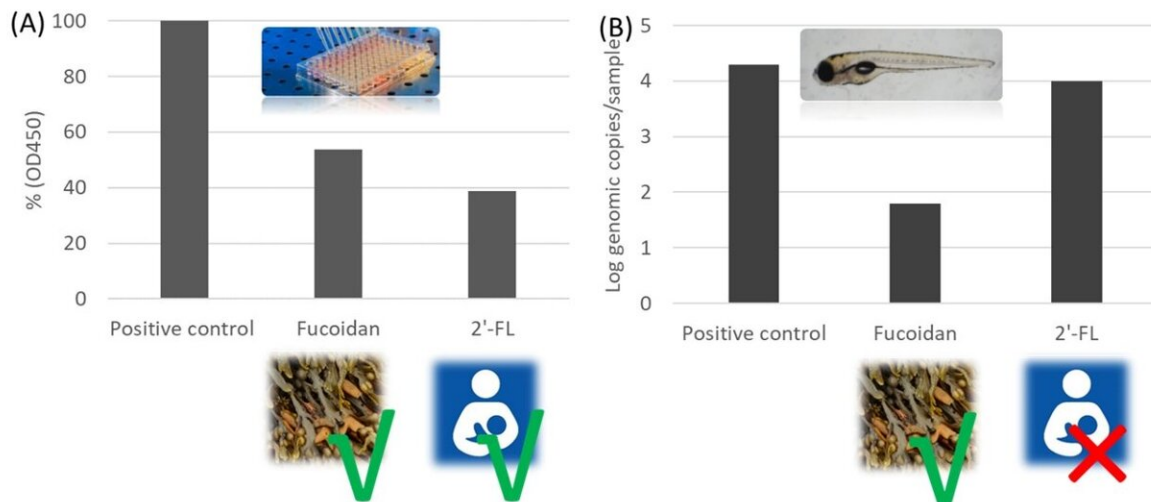 (A)
100
80
60
40
20
0
% (OD450)
Positive control Fucoidan 2'-FL
(B)
5
4
3
2
1
0
Log genomic copies/sample
Positive control Fucoidan 2'-FL